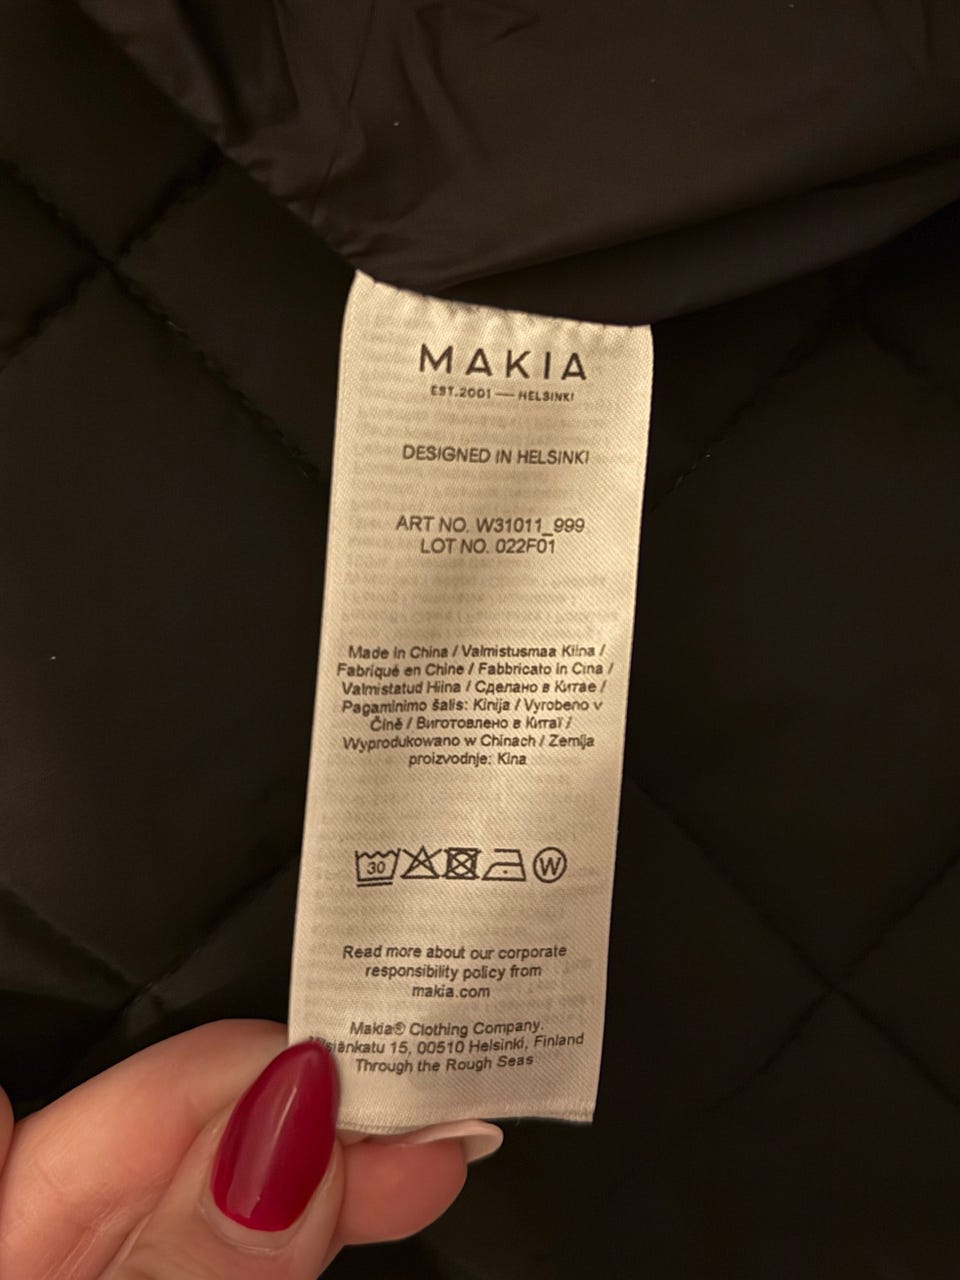 MAKIA
EST.2001 — HELSINKI
DESIGNED IN HELSINKI
ART NO. W31011_999
LOT NO. 022F01
Made in China / Valmistusmaa Kiina /
Fabriqué en Chine / Fabbricato in Cina /
Valmistatud Hiina / Сделано в Китае /
Pagaminimo šalis: Kinija / Vyrobeno v
Číně / Виготовлено в Китаї /
Wyprodukowano w Chinach / Zemlja
proizvodnje: Kina
30
W
Read more about our corporate
responsibility policy from
makia.com
Makia® Clothing Company.
15, 00510 Helsinki, Finland
Through the Rough Seas